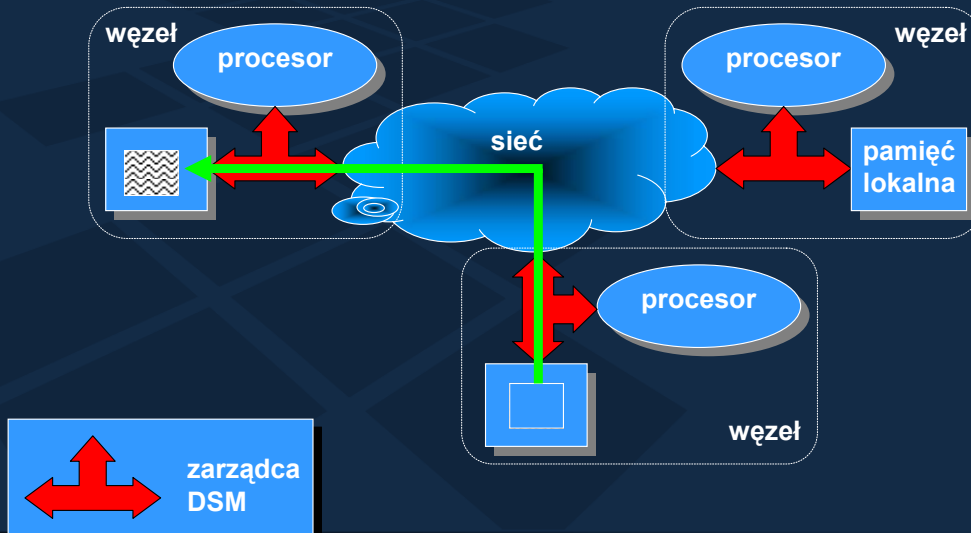 węzeł
procesor
sieć
procesor
węzeł
pamięć
lokalna
procesor
węzeł
zarządca
DSM